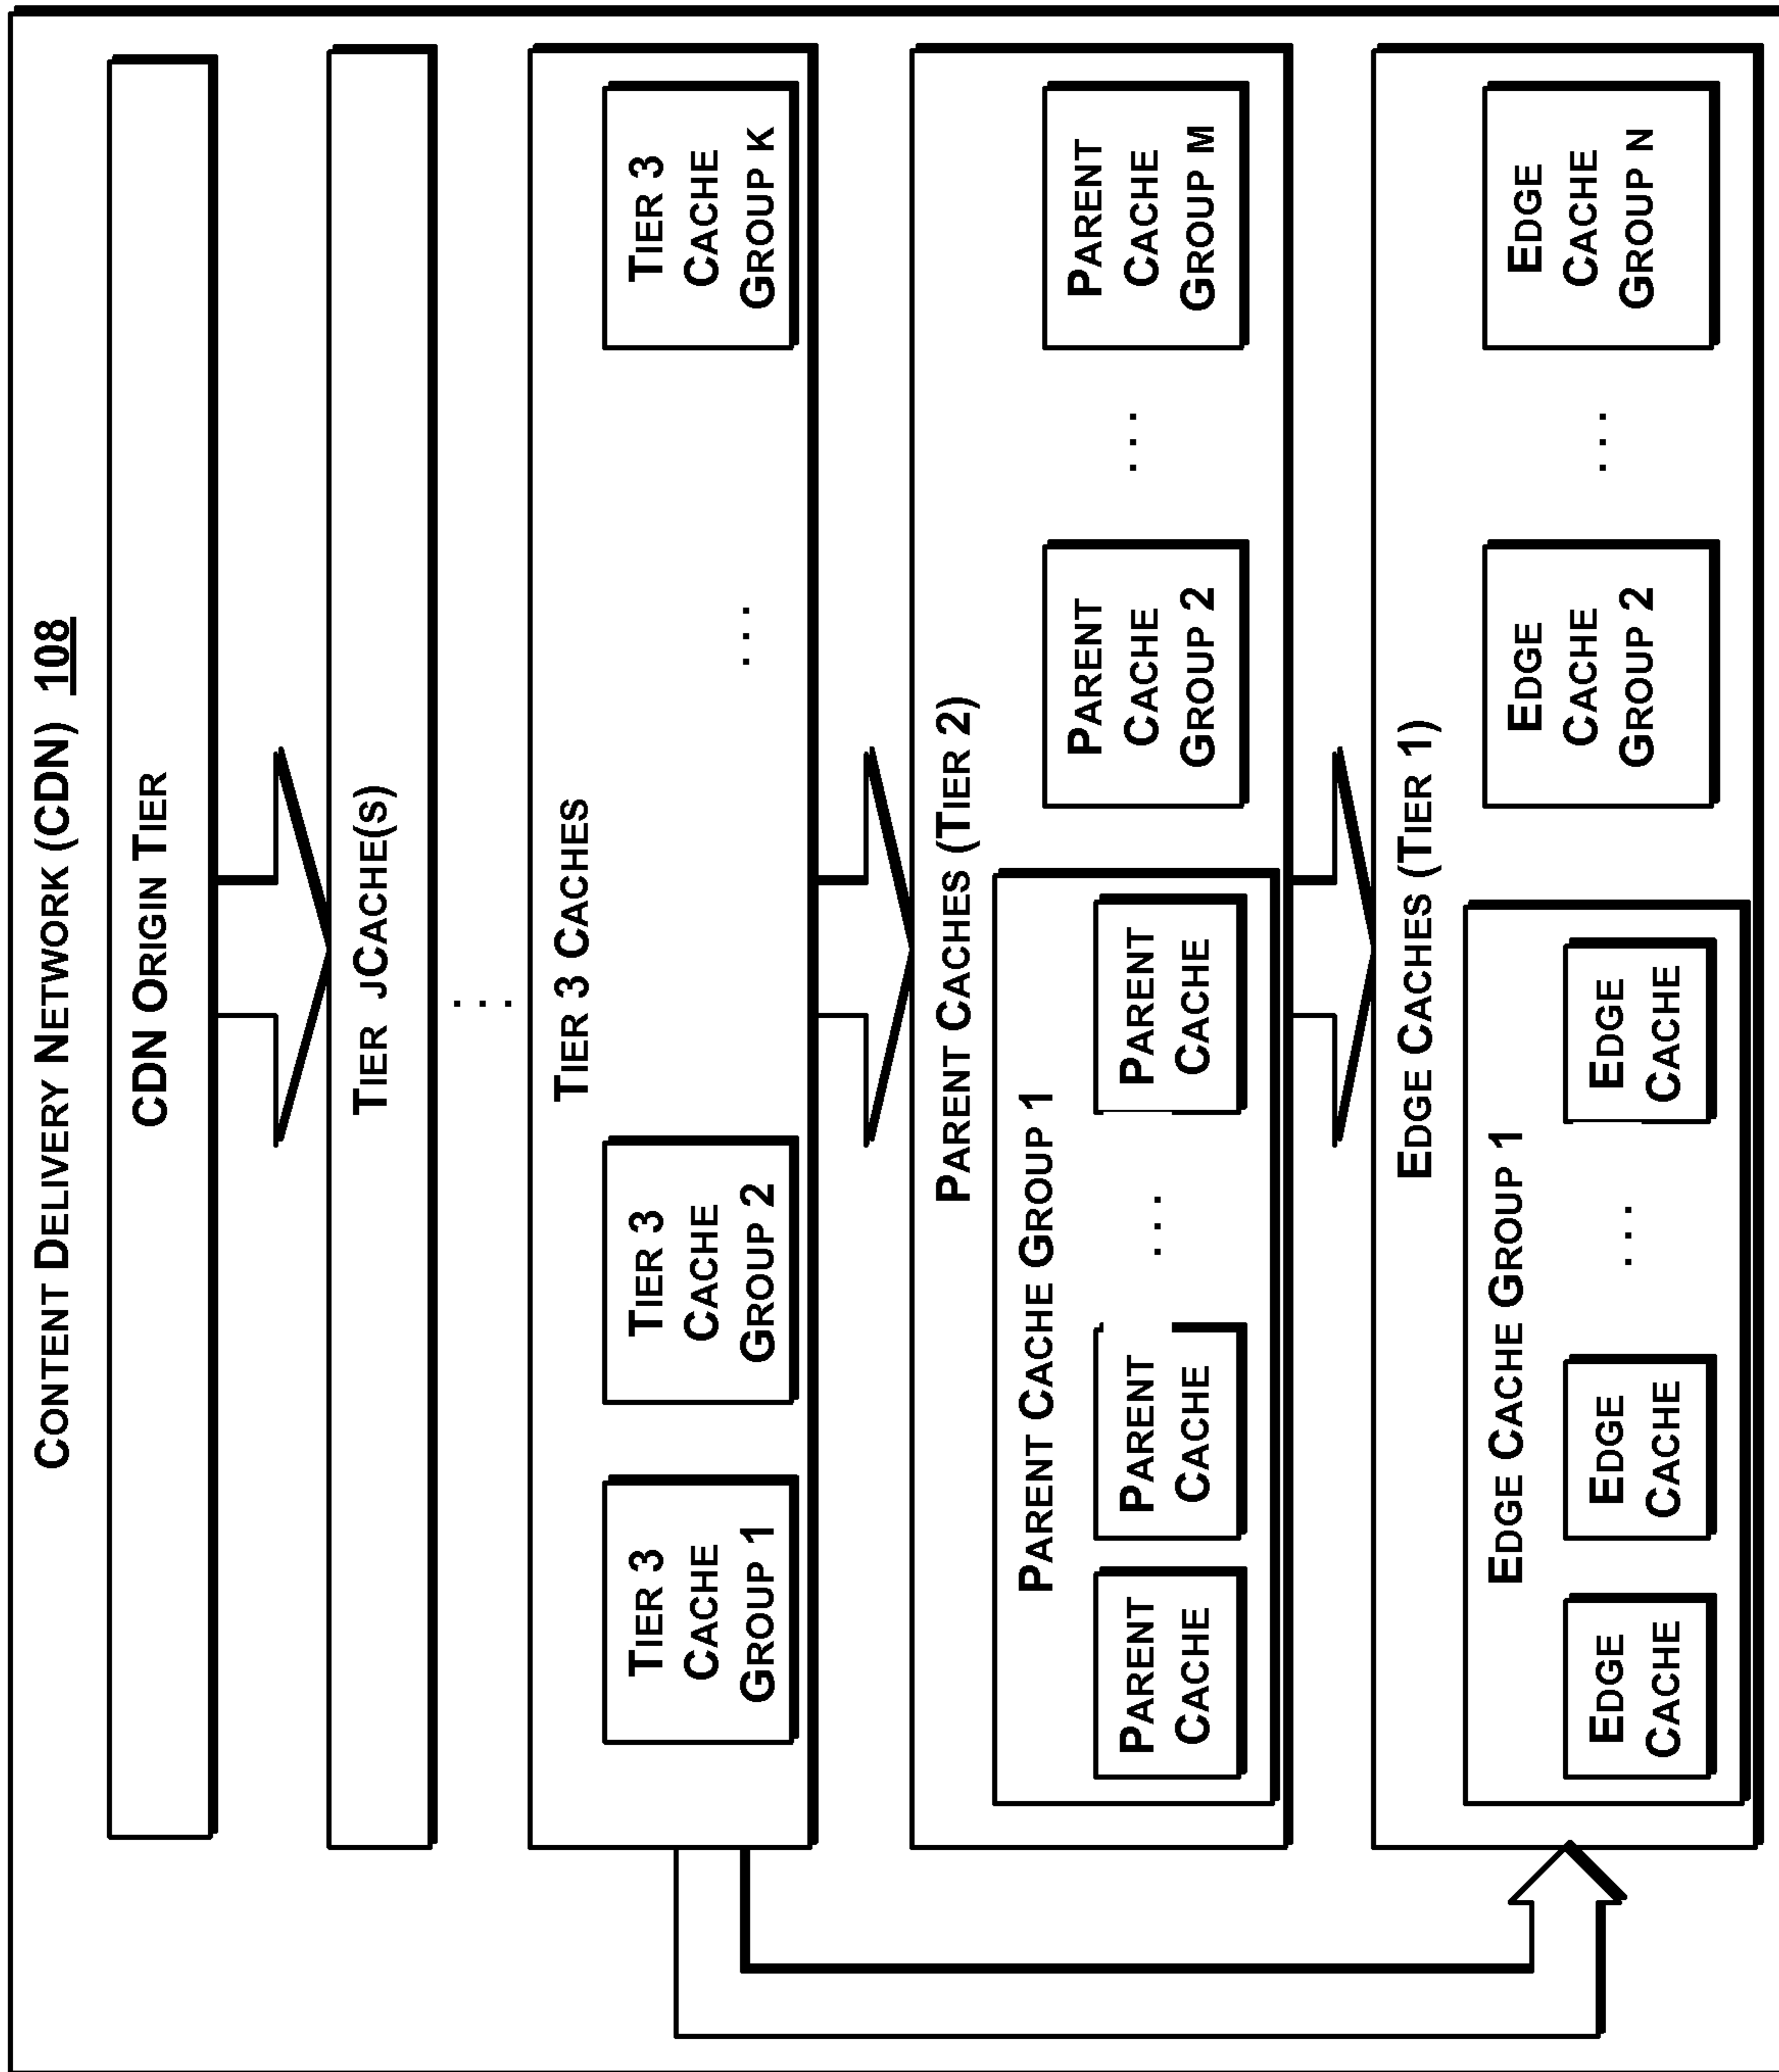 CONTENT DELIVERY NETWORK (CDN) 108
CDN ORIGIN TIER
TIER JCACHE(S)
...
TIER 3 CACHES
TIER 3
CACHE
GROUP 1
TIER 3
CACHE
GROUP 2
...
TIER 3
CACHE
GROUP K
PARENT CACHES (TIER 2)
PARENT CACHE GROUP 1
PARENT
CACHE
PARENT
CACHE
...
PARENT
CACHE
PARENT
CACHE
GROUP 2
...
PARENT
CACHE
GROUP M
EDGE CACHES (TIER 1)
EDGE CACHE GROUP 1
EDGE
CACHE
EDGE
CACHE
...
EDGE
CACHE
EDGE
CACHE
GROUP 2
...
EDGE
CACHE
GROUP N